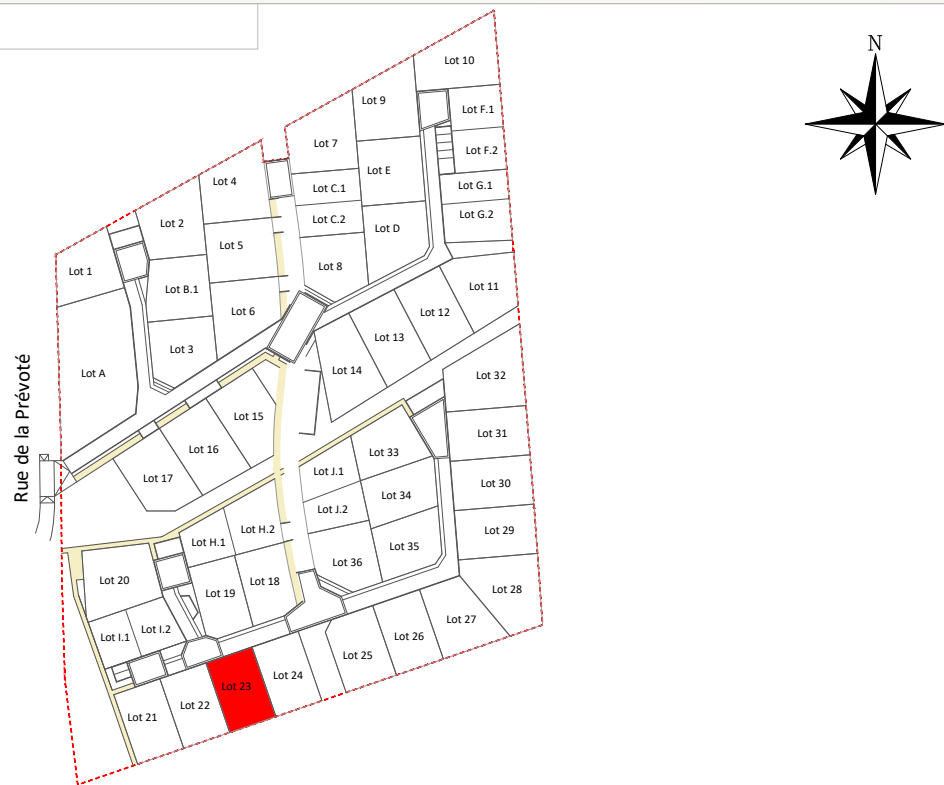 N
Lot 10
Lot 9
Lot F.1
Lot 7
Lot F.2
Lot E
Lot 4
Lot C.1
Lot G.1
Lot 2
Lot C.2
Lot G.2
Lot D
Lot 5
Lot 1
Lot 8
Lot B.1
Lot 11
Lot 6
Lot 12
Lot 13
Lot 3
Lot 14
Lot A
Lot 32
Rue de la Prévoté
Lot 15
Lot 31
Lot 16
Lot 33
Lot J.1
Lot 17
Lot 30
Lot 34
Lot J.2
Lot H.2
Lot 29
Lot H.1
Lot 35
Lot 36
Lot 20
Lot 18
Lot 28
Lot 19
Lot 27
Lot I.2
Lot I.1
Lot 26
Lot 25
Lot 24
Lot 23
Lot 22
Lot 21